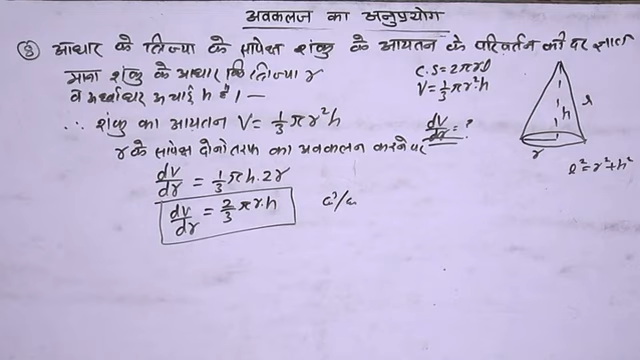 अवकलज का अनुप्रयोग
⑧ आधार के त्रिज्या के सापेक्ष शंकु के आयतन के परिवर्तन की दर ज्ञात
माना शंकु के आधार कि त्रिज्या r
व ऊर्ध्वाधर ऊचाई h है।—
C.S = 2πrl
V = 1/3 πr²h
∴ शंकु का आयतन V = 1/3 πr²h
dV/dr = ?
r के सापेक्ष दोनो तरफ का अवकलन करने पर
dV/dr = 1/3 πh.2r
dV/dr = 2/3 πr.h
l
h
r
l² = r² + h²